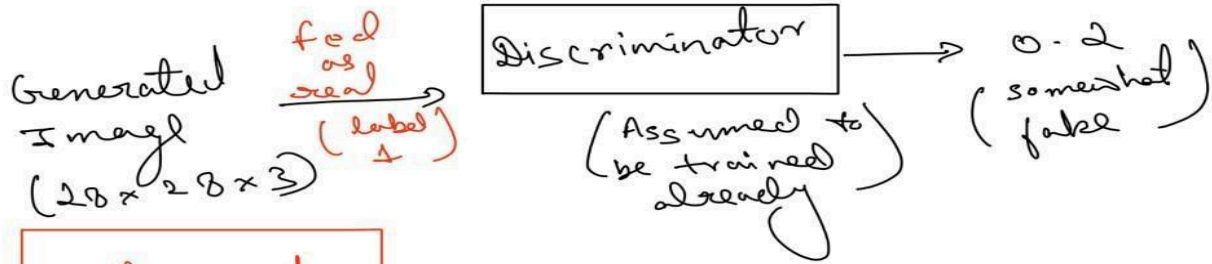 Generated
Image
(28 x 28 x 3)
fed
as
real
(label
1)
Discriminator
(Assumed to
be trained
already)
0.2
(somewhat
fake)